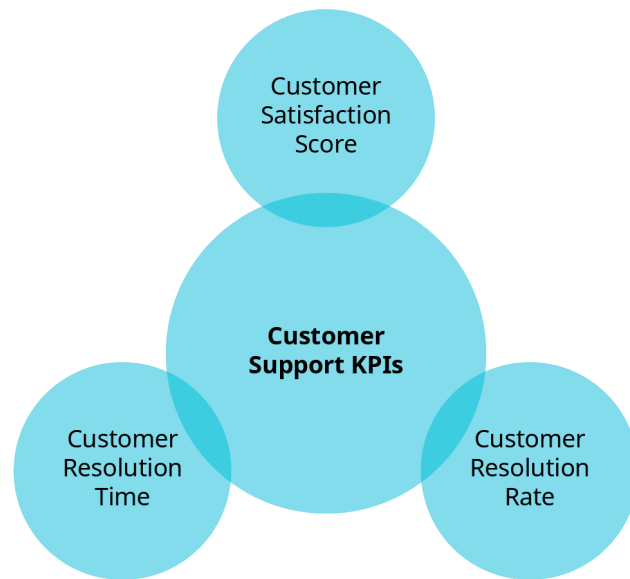 Customer
Satisfaction
Score
Customer
Support KPIs
Customer
Resolution
Time
Customer
Resolution
Rate